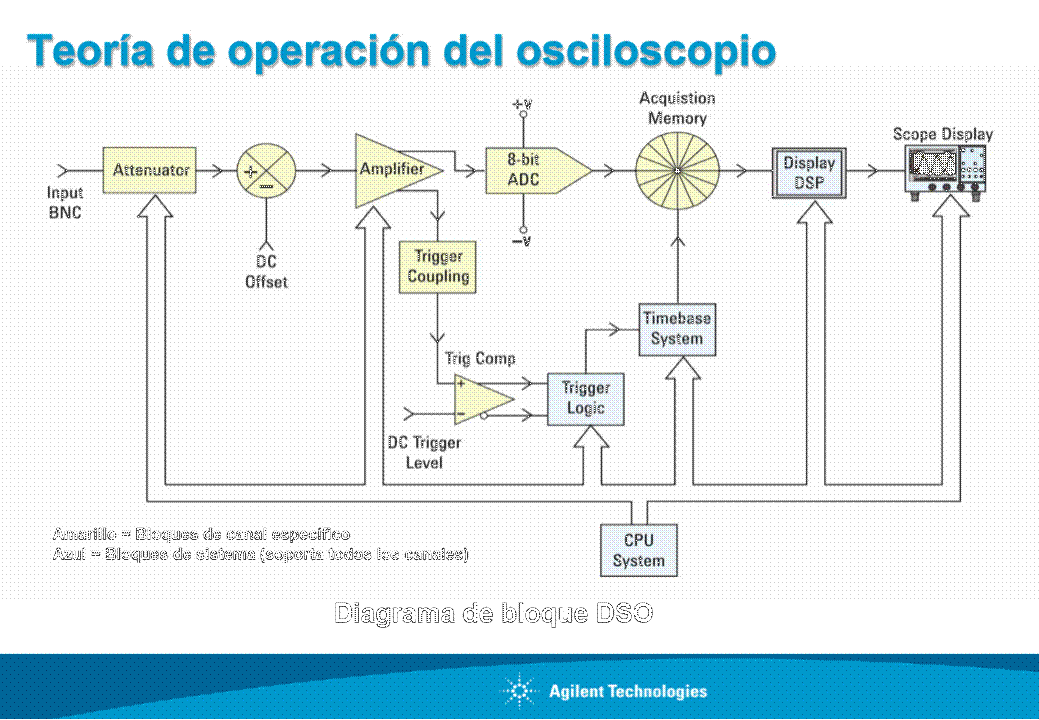 Teoría de operación del osciloscopio
Acquistion
Memory
Scope Display
+V
Attenuator
+
−
Amplifier
8-bit
ADC
Display
DSP
Input
BNC
−V
DC
Offset
Trigger
Coupling
Timebase
System
Trig Comp
+
−
Trigger
Logic
DC Trigger
Level
CPU
System
Amarillo = Bloques de canal específico
Azul = Bloques de sistema (soporta todos los canales)
Diagrama de bloque DSO
Agilent Technologies